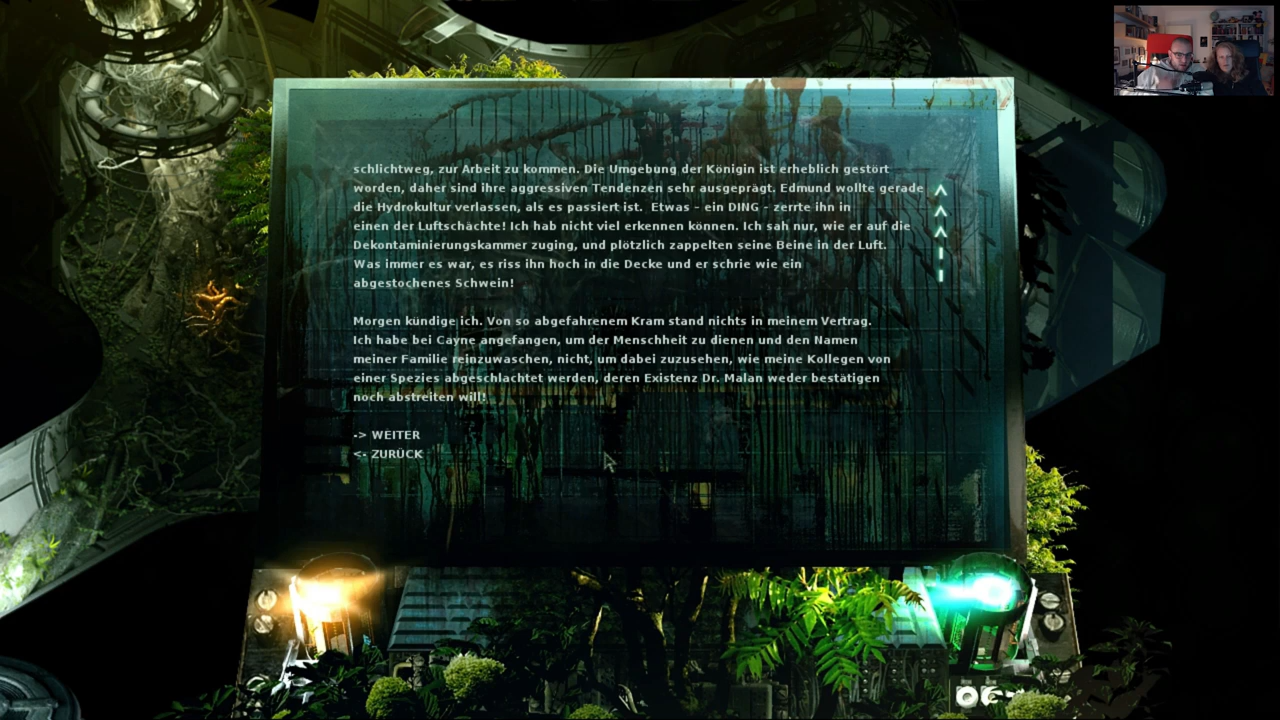 schlichtweg, zur Arbeit zu kommen. Die Umgebung der Königin ist erheblich gestört
worden, daher sind ihre aggressiven Tendenzen sehr ausgeprägt. Edmund wollte gerade
die Hydrokultur verlassen, als es passiert ist.  Etwas - ein DING - zerrte ihn in
einen der Luftschächte! Ich hab nicht viel erkennen können. Ich sah nur, wie er auf die
Dekontaminierungskammer zuging, und plötzlich zappelten seine Beine in der Luft.
Was immer es war, es riss ihn hoch in die Decke und er schrie wie ein
abgestochenes Schwein!
Morgen kündige ich. Von so abgefahrenem Kram stand nichts in meinem Vertrag.
Ich habe bei Cayne angefangen, um der Menschheit zu dienen und den Namen
meiner Familie reinzuwaschen, nicht, um dabei zuzusehen, wie meine Kollegen von
einer Spezies abgeschlachtet werden, deren Existenz Dr. Malan weder bestätigen
noch abstreiten will!
-> WEITER
<- ZURÜCK